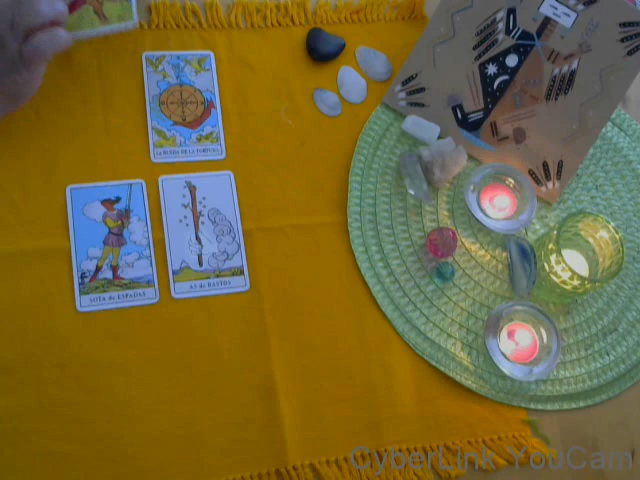 LA RUEDA DE LA FORTUNA
SOTA de ESPADAS
AS de BASTOS
CyberLink YouCam